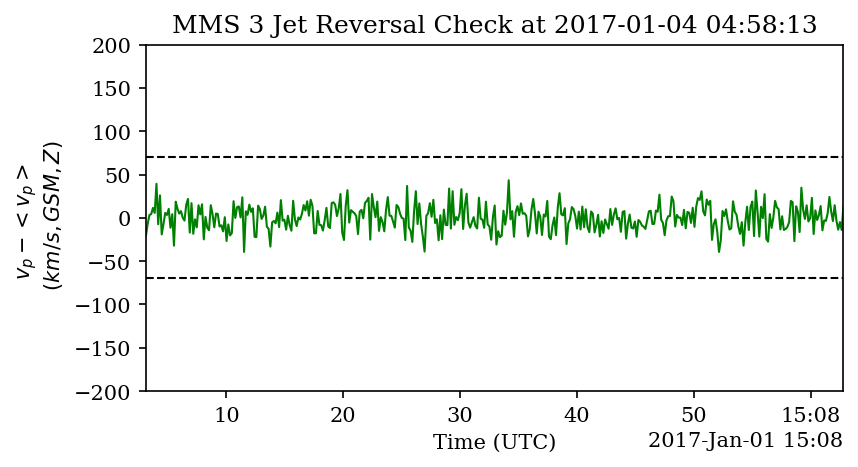 MMS 3 Jet Reversal Check at 2017-01-04 04:58:13
200
150
100
50
0
−50
−100
−150
−200
v_p − < v_p >
(km/s, GSM, Z)
10 20 30 40 50 15:08
Time (UTC)
2017-Jan-01 15:08